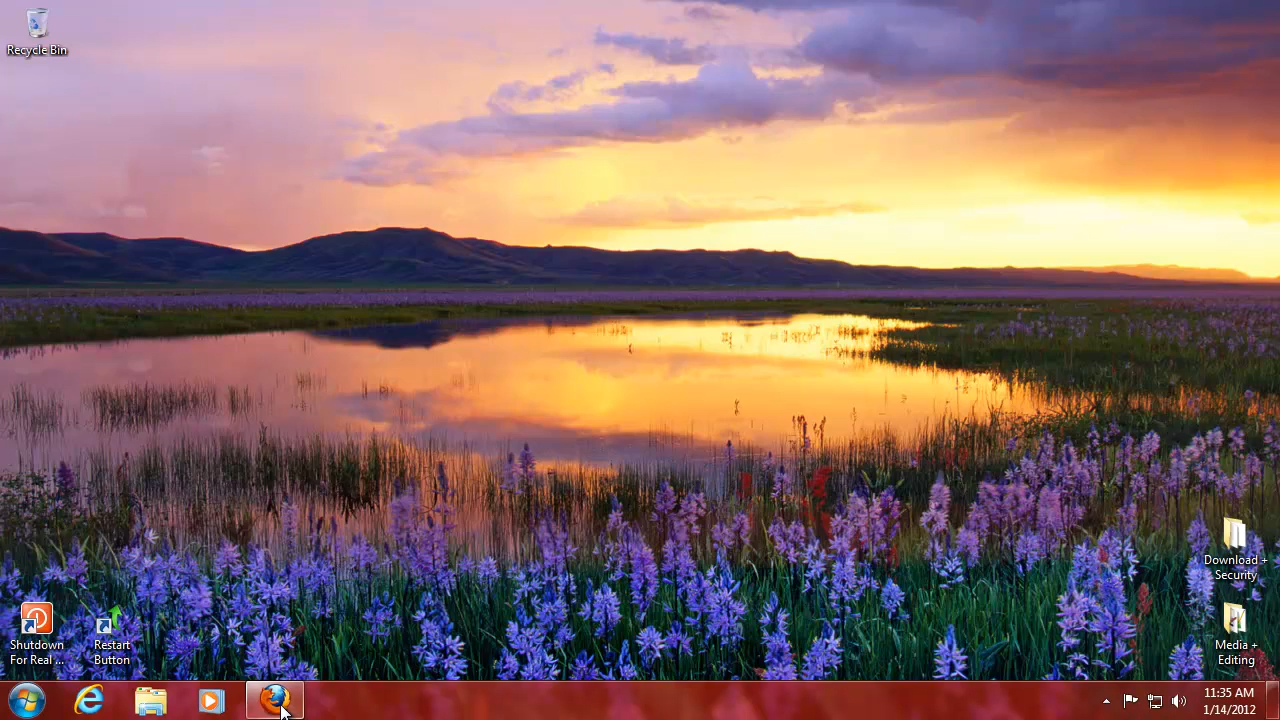 Recycle Bin
Download +
Security
Shutdown
For Real ...
Restart
Button
Media +
Editing
11:35 AM
1/14/2012